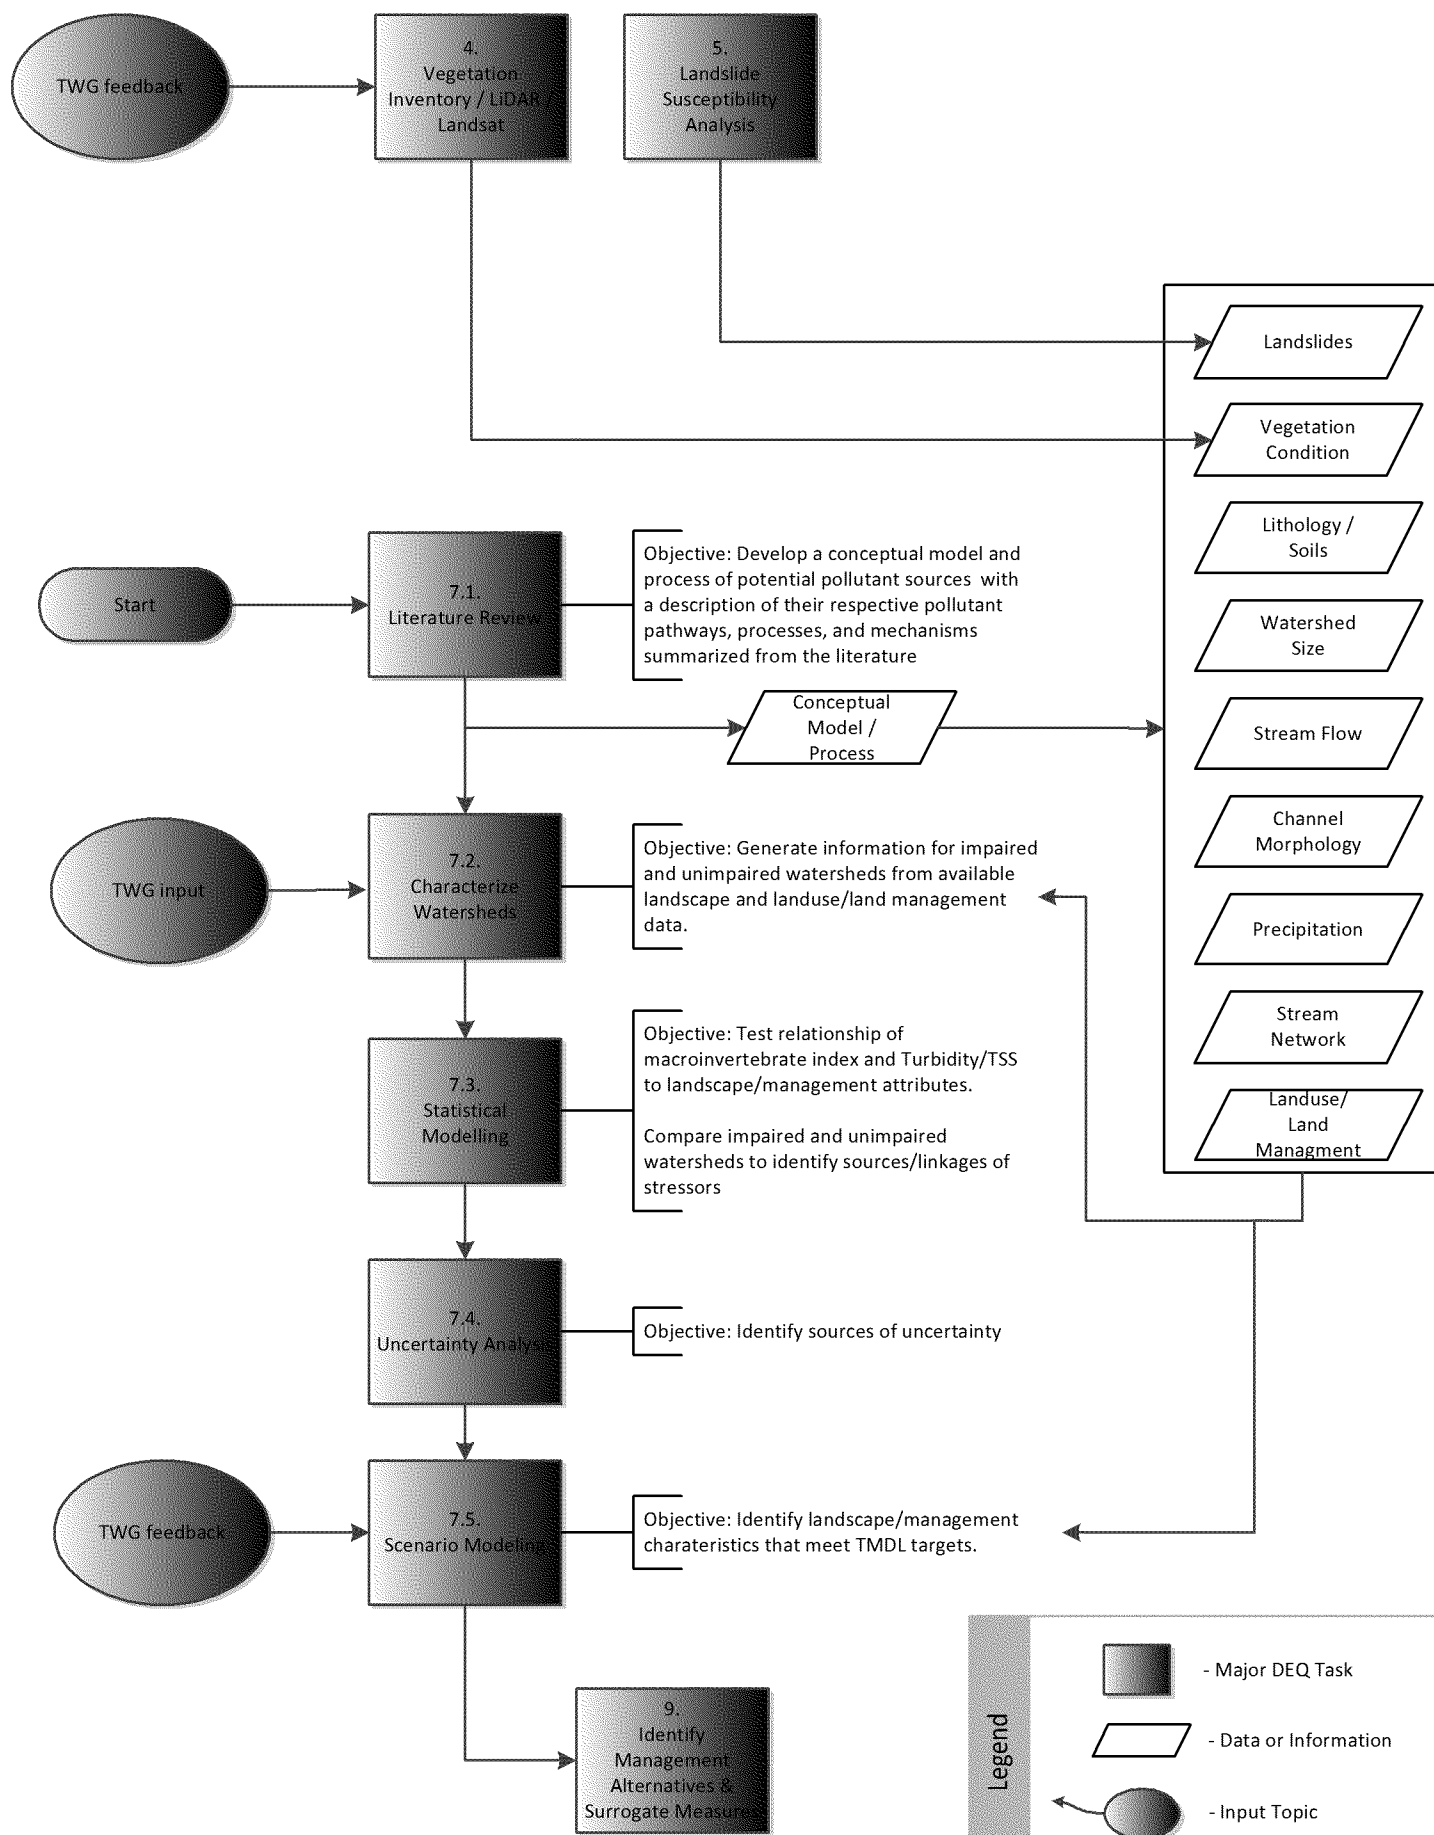 TWG feedback
4.
Vegetation
Inventory / LiDAR /
Landsat
5.
Landslide
Susceptibility
Analysis
Landslides
Vegetation
Condition
Lithology /
Soils
Watershed
Size
Stream Flow
Channel
Morphology
Precipitation
Stream
Network
Landuse/
Land
Managment
Start
7.1.
Literature Review
Objective: Develop a conceptual model and
process of potential pollutant sources with
a description of their respective pollutant
pathways, processes, and mechanisms
summarized from the literature
Conceptual
Model /
Process
TWG input
7.2.
Characterize
Watersheds
Objective: Generate information for impaired
and unimpaired watersheds from available
landscape and landuse/land management
data.
7.3.
Statistical
Modelling
Objective: Test relationship of
macroinvertebrate index and Turbidity/TSS
to landscape/management attributes.
Compare impaired and unimpaired
watersheds to identify sources/linkages of
stressors
7.4.
Uncertainty Analysis
Objective: Identify sources of uncertainty
TWG feedback
7.5.
Scenario Modeling
Objective: Identify landscape/management
charateristics that meet TMDL targets.
9.
Identify
Management
Alternatives &
Surrogate Measures
Legend
- Major DEQ Task
- Data or Information
- Input Topic